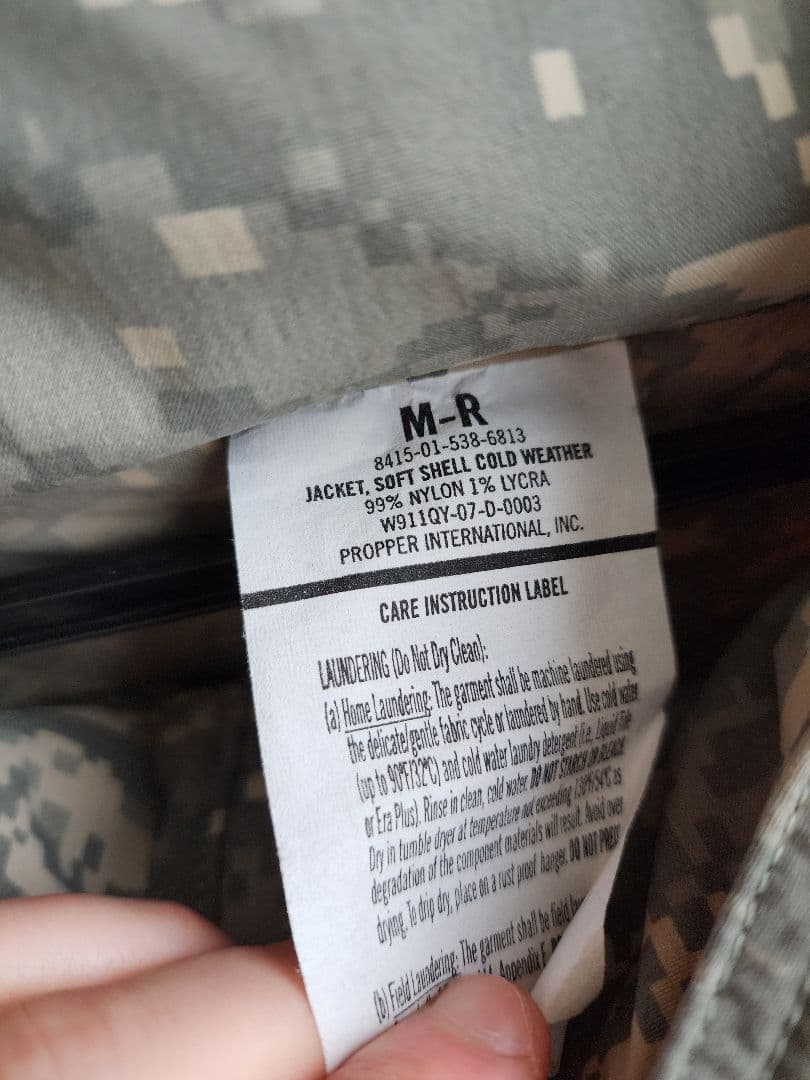 M-R
8415-01-538-6813
JACKET, SOFT SHELL COLD WEATHER
99% NYLON 1% LYCRA
W911QY-07-D-0003
PROPPER INTERNATIONAL, INC.
CARE INSTRUCTION LABEL
LAUNDERING (Do Not Dry Clean):
(a) Home Laundering: The garment shall be machine laundered using
the delicate/gentle fabric cycle or laundered by hand. Use cold water
(up to 90°F/32°C) and cold water laundry detergent (i.e. Liquid Tide
or Era Plus). Rinse in clean, cold water. DO NOT STARCH OR BLEACH
Dry in tumble dryer at temperature not exceeding 130°F/54°C as
degradation of the component materials will result. Avoid over
drying. To drip dry, place on a rust proof hanger. DO NOT PRESS
(b) Field Laundering: The garment shall be field
Appendix F